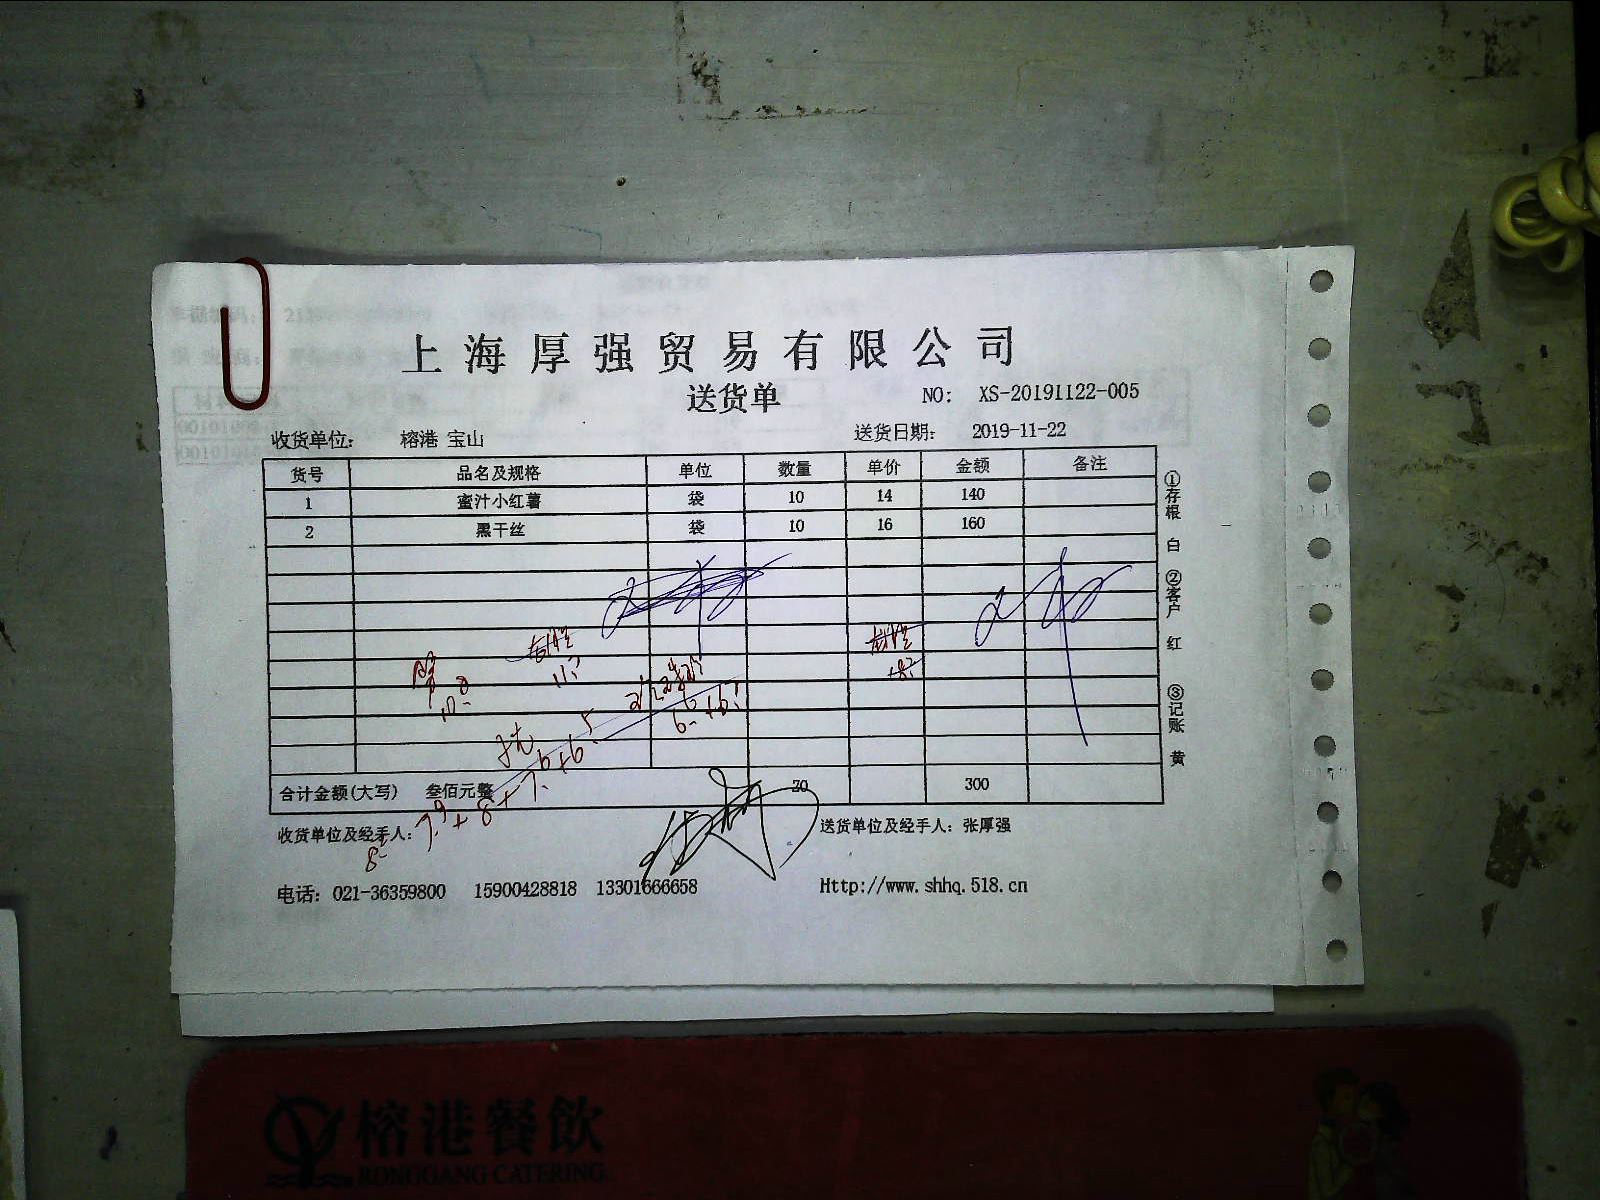 上海厚强贸易有限公司
送货单 NO: XS-20191122-005
收货单位: 榕港 宝山 送货日期: 2019-11-22
货号 品名及规格 单位 数量 单价 金额 备注
1 蜜汁小红薯 袋 10 14 140
2 黑干丝 袋 10 16 160
合计金额(大写) 叁佰元整 20 300
收货单位及经手人: 送货单位及经手人: 张厚强
电话: 021-36359800 15900428818 13301666658 Http://www.shhq.518.cn
①存根 白 ②客户 红 ③记账 黄
榕港餐飲
RONGGANG CATERING